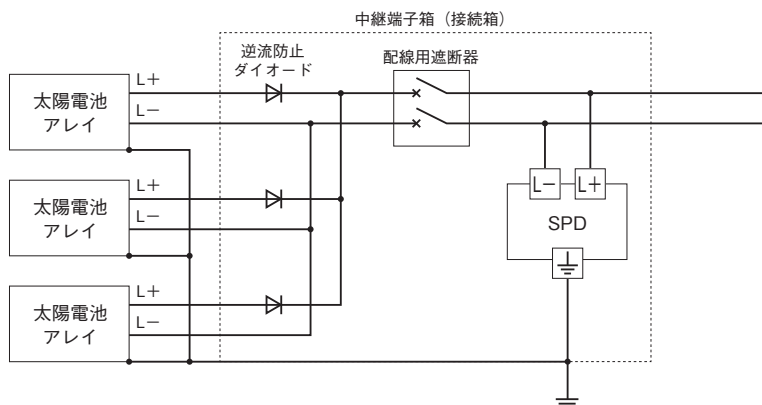 中継端子箱（接続箱）
逆流防止
ダイオード
配線用遮断器
太陽電池
アレイ
L+
L−
太陽電池
アレイ
L+
L−
L−
L+
SPD
太陽電池
アレイ
L+
L−